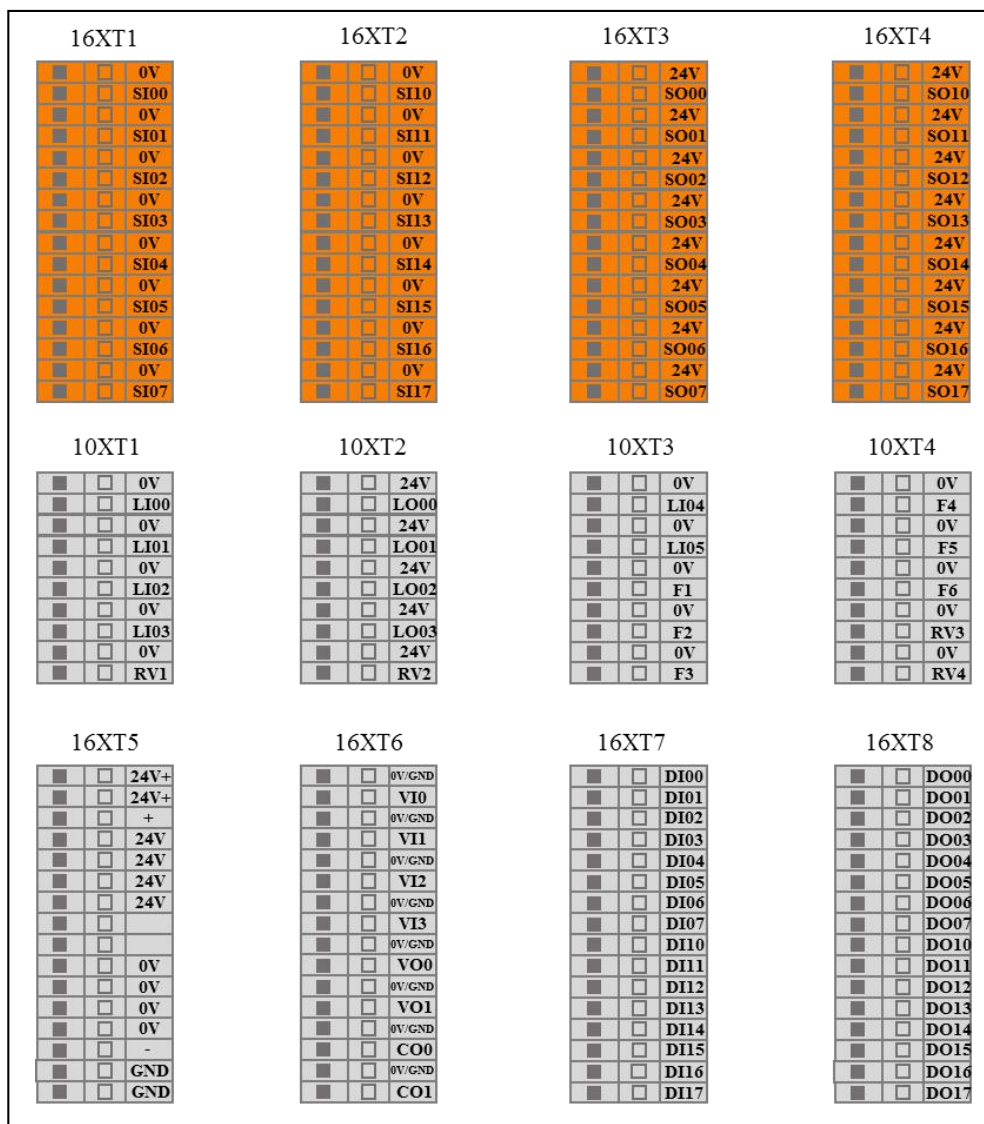 16XT1 16XT2 16XT3 16XT4
0V 0V 24V 24V
SI00 SI10 SO00 SO10
0V 0V 24V 24V
SI01 SI11 SO01 SO11
0V 0V 24V 24V
SI02 SI12 SO02 SO12
0V 0V 24V 24V
SI03 SI13 SO03 SO13
0V 0V 24V 24V
SI04 SI14 SO04 SO14
0V 0V 24V 24V
SI05 SI15 SO05 SO15
0V 0V 24V 24V
SI06 SI16 SO06 SO16
0V 0V 24V 24V
SI07 SI17 SO07 SO17
10XT1 10XT2 10XT3 10XT4
0V 24V 0V 0V
LI00 LO00 LI04 F4
0V 24V 0V 0V
LI01 LO01 LI05 F5
0V 24V 0V 0V
LI02 LO02 F1 F6
0V 24V 0V 0V
LI03 LO03 F2 RV3
0V 24V 0V 0V
RV1 RV2 F3 RV4
16XT5 16XT6 16XT7 16XT8
24V+ 0V/GND DI00 DO00
24V+ VI0 DI01 DO01
+ 0V/GND DI02 DO02
24V VI1 DI03 DO03
24V 0V/GND DI04 DO04
24V VI2 DI05 DO05
24V 0V/GND DI06 DO06
VI3 DI07 DO07
0V/GND DI10 DO10
0V VO0 DI11 DO11
0V 0V/GND DI12 DO12
0V VO1 DI13 DO13
0V 0V/GND DI14 DO14
- CO0 DI15 DO15
GND 0V/GND DI16 DO16
GND CO1 DI17 DO17